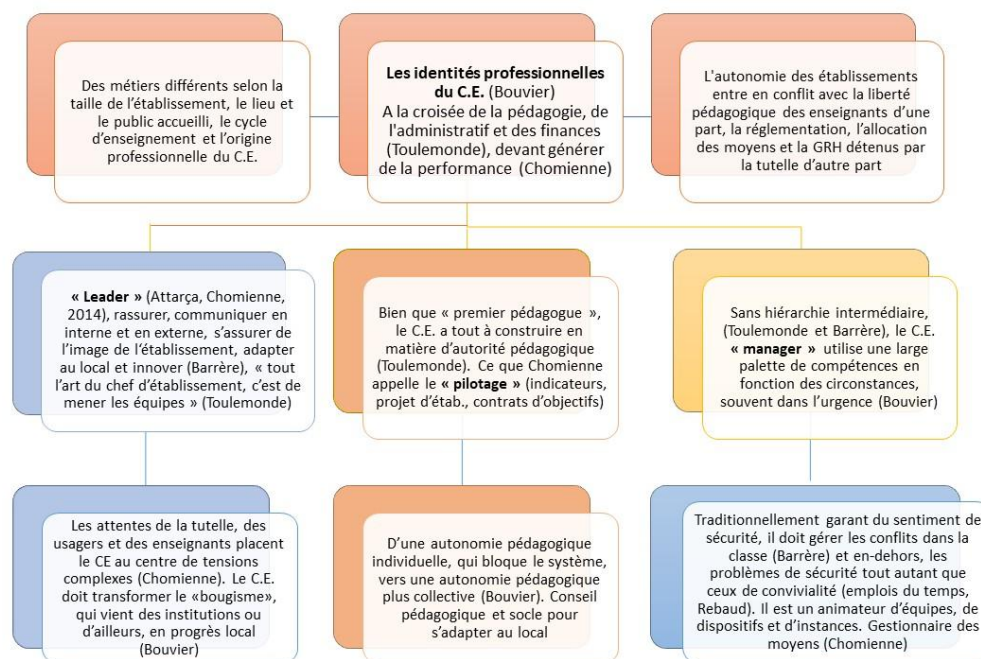 Des métiers différents selon la
taille de l'établissement, le lieu et
le public accueilli, le cycle
d'enseignement et l'origine
professionnelle du C.E.
Les identités professionnelles
du C.E. (Bouvier)
A la croisée de la pédagogie, de
l'administratif et des finances
(Toulemonde), devant générer
de la performance (Chomienne)
L'autonomie des établissements
entre en conflit avec la liberté
pédagogique des enseignants d'une
part, la réglementation, l'allocation
des moyens et la GRH détenus par
la tutelle d'autre part
« Leader » (Attarça, Chomienne,
2014), rassurer, communiquer en
interne et en externe, s'assurer de
l'image de l'établissement, adapter
au local et innover (Barrère), « tout
l'art du chef d'établissement, c'est de
mener les équipes » (Toulemonde)
Bien que « premier pédagogue »,
le C.E. a tout à construire en
matière d'autorité pédagogique
(Toulemonde). Ce que Chomienne
appelle le « pilotage » (indicateurs,
projet d'étab., contrats d'objectifs)
Sans hiérarchie intermédiaire,
(Toulemonde et Barrère), le C.E.
« manager » utilise une large
palette de compétences en
fonction des circonstances,
souvent dans l'urgence (Bouvier)
Les attentes de la tutelle, des
usagers et des enseignants placent
le CE au centre de tensions
complexes (Chomienne). Le C.E.
doit transformer le «bougisme»,
qui vient des institutions ou
d'ailleurs, en progrès local
(Bouvier)
D'une autonomie pédagogique
individuelle, qui bloque le système,
vers une autonomie pédagogique
plus collective (Bouvier). Conseil
pédagogique et socle pour
s'adapter au local
Traditionnellement garant du sentiment de
sécurité, il doit gérer les conflits dans la
classe (Barrère) et en-dehors, les
problèmes de sécurité tout autant que
ceux de convivialité (emplois du temps,
Rebaud). Il est un animateur d'équipes, de
dispositifs et d'instances. Gestionnaire des
moyens (Chomienne)